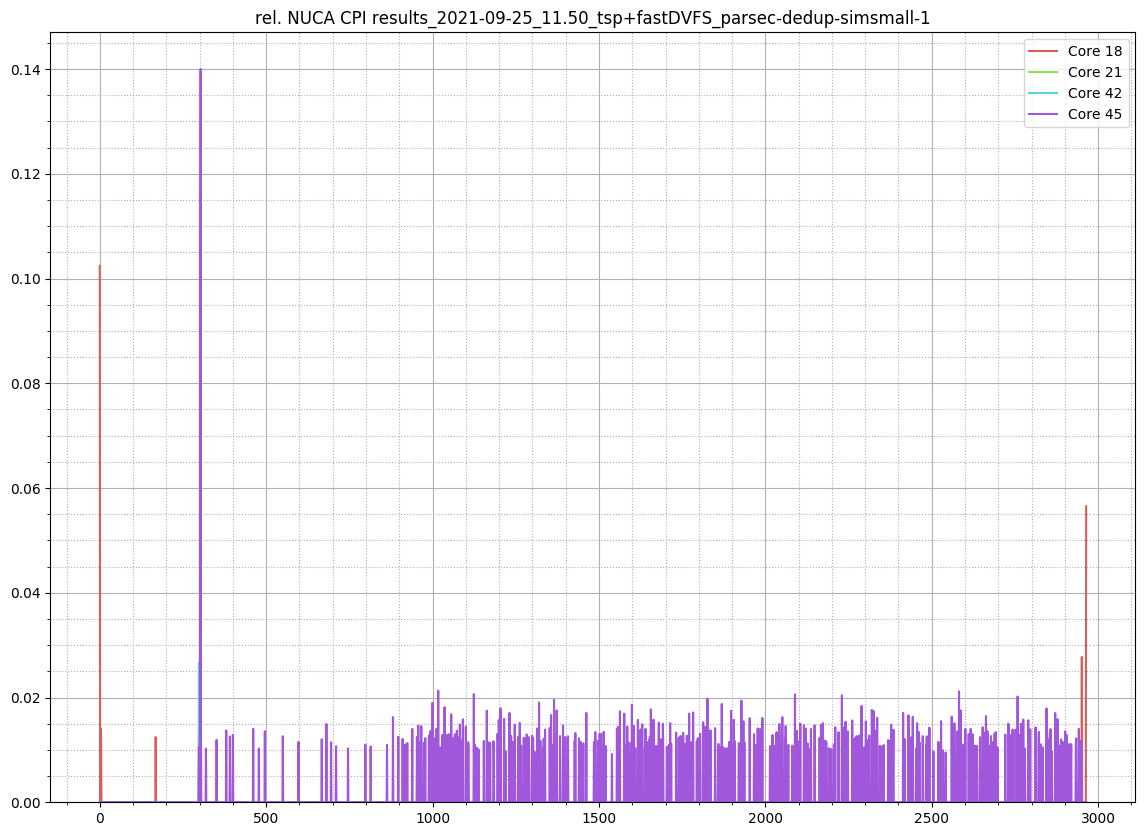 rel. NUCA CPI results_2021-09-25_11.50_tsp+fastDVFS_parsec-dedup-simsmall-1
Core 18
Core 21
Core 42
Core 45
0.14
0.12
0.10
0.08
0.06
0.04
0.02
0.00
0 500 1000 1500 2000 2500 3000